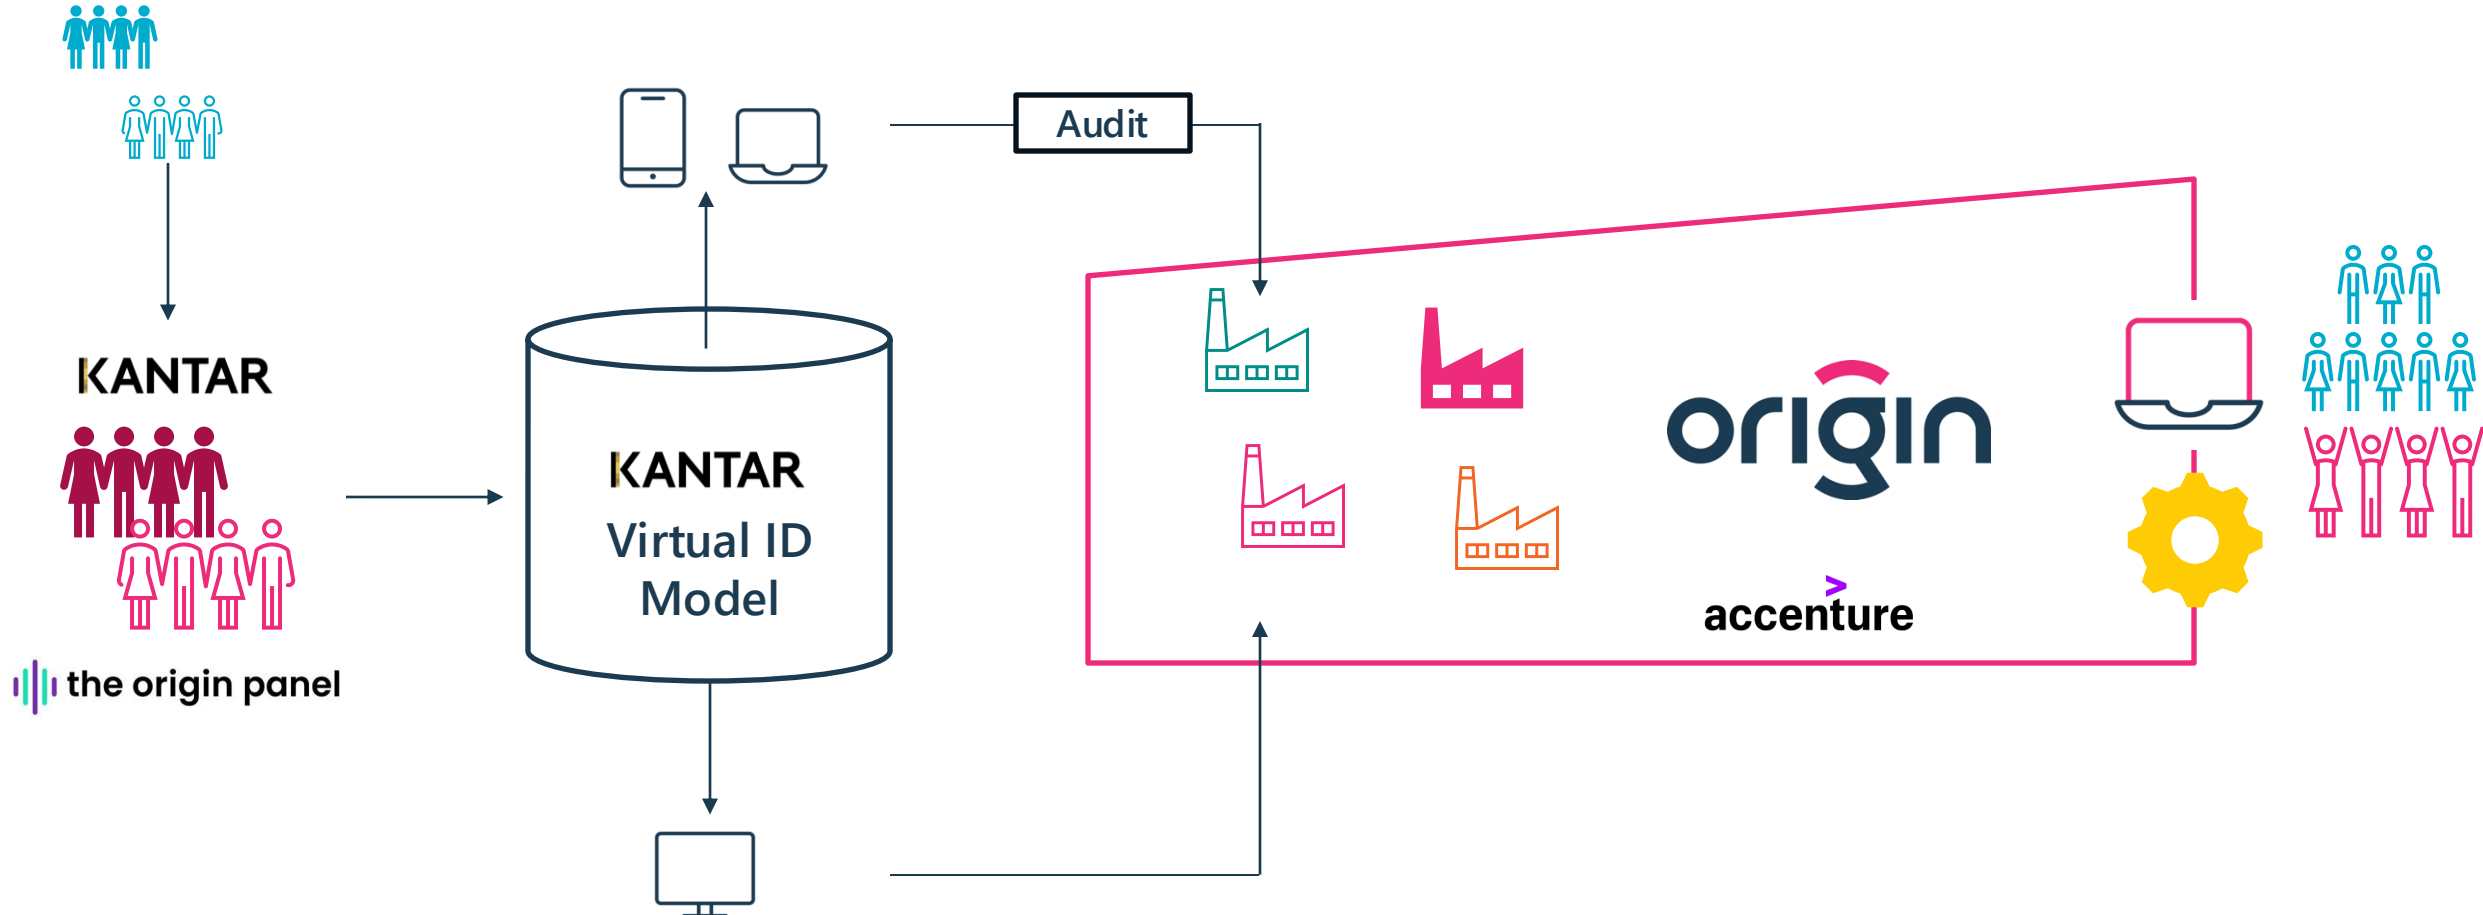 Audit
KANTAR
the origin panel
KANTAR
Virtual ID
Model
origin
>
accenture